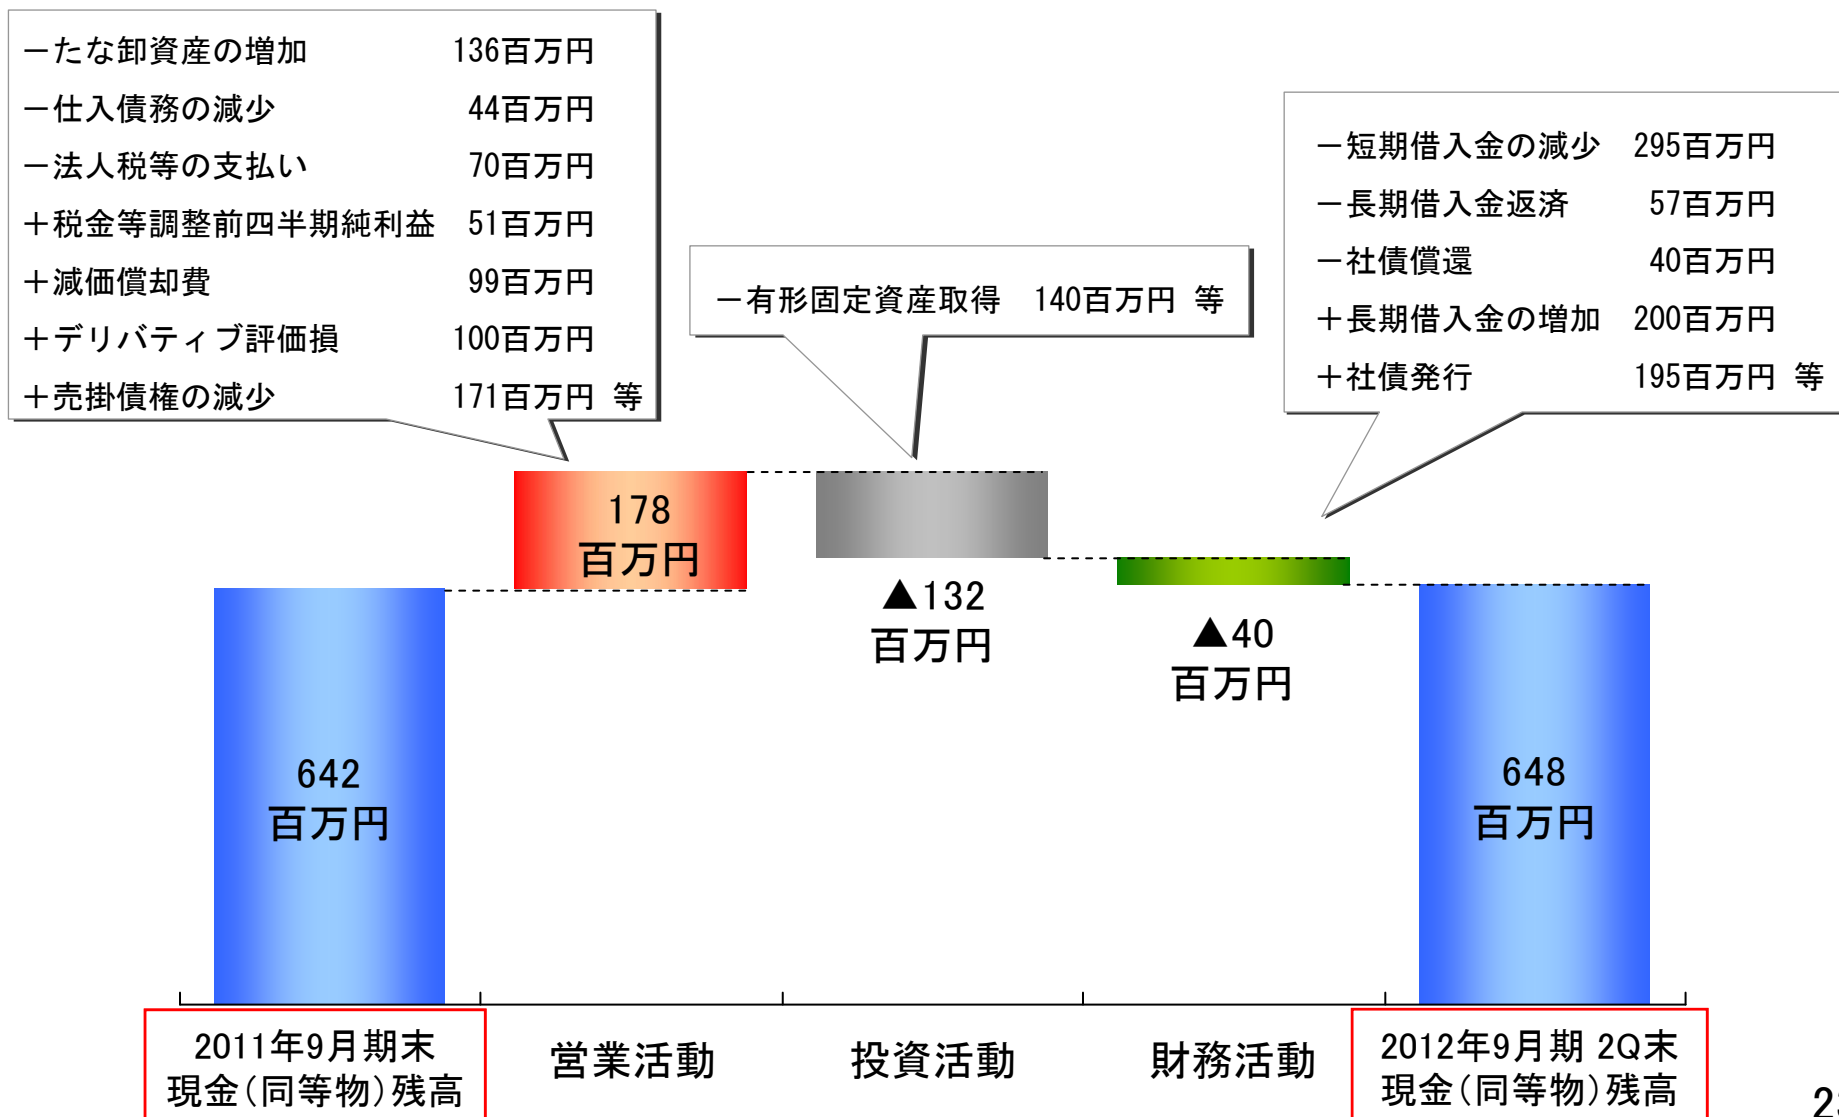 －たな卸資産の増加 136百万円
－仕入債務の減少 44百万円
－法人税等の支払い 70百万円
＋税金等調整前四半期純利益 51百万円
＋減価償却費 99百万円
＋デリバティブ評価損 100百万円
＋売掛債権の減少 171百万円 等
－有形固定資産取得 140百万円 等
－短期借入金の減少 295百万円
－長期借入金返済 57百万円
－社債償還 40百万円
＋長期借入金の増加 200百万円
＋社債発行 195百万円 等
178
百万円
▲132
百万円
▲40
百万円
642
百万円
648
百万円
2011年9月期末
現金（同等物）残高
営業活動
投資活動
財務活動
2012年9月期 2Q末
現金（同等物）残高